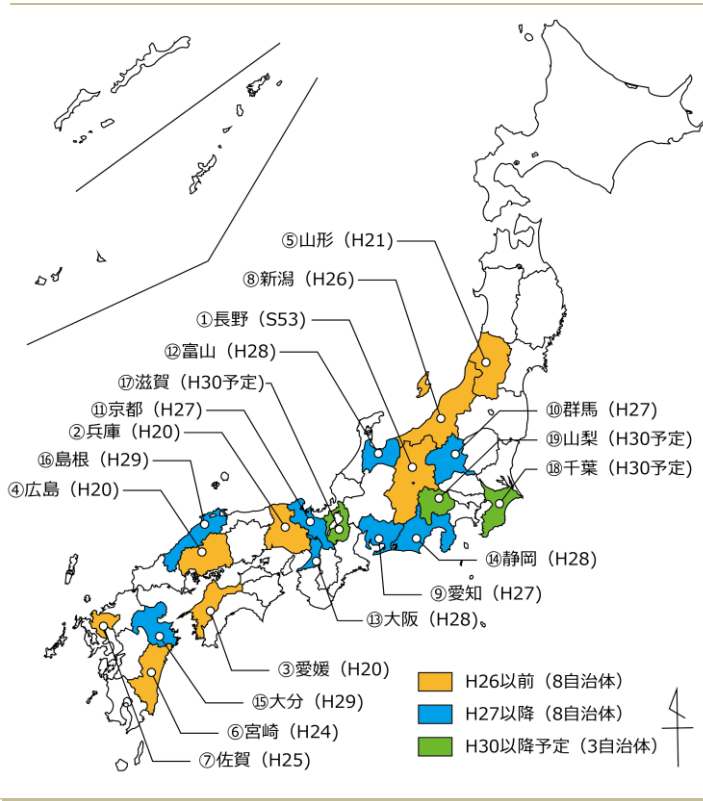 ⑤山形（H21）
⑧新潟（H26）
①長野（S53）
⑫富山（H28）
⑰滋賀（H30予定）
⑪京都（H27）
②兵庫（H20）
⑯島根（H29）
④広島（H20）
⑩群馬（H27）
⑲山梨（H30予定）
⑱千葉（H30予定）
⑭静岡（H28）
⑨愛知（H27）
⑬大阪（H28）、
③愛媛（H20）
⑮大分（H29）
⑥宮崎（H24）
⑦佐賀（H25）
H26以前（8自治体）
H27以降（8自治体）
H30以降予定（3自治体）